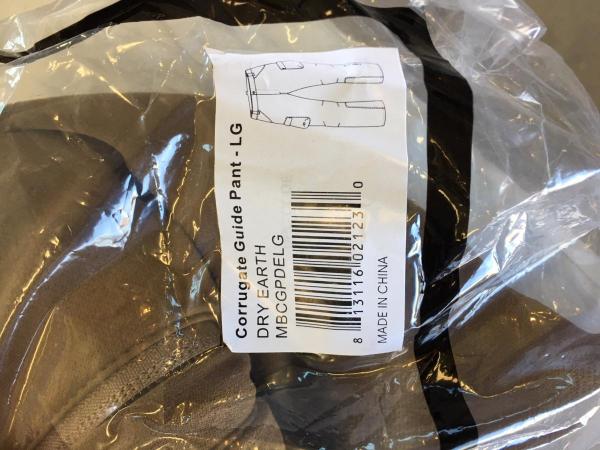 Corrugate Guide Pant - LG
DRY EARTH
MBCGPDELG
8 13116 02123 0
MADE IN CHINA